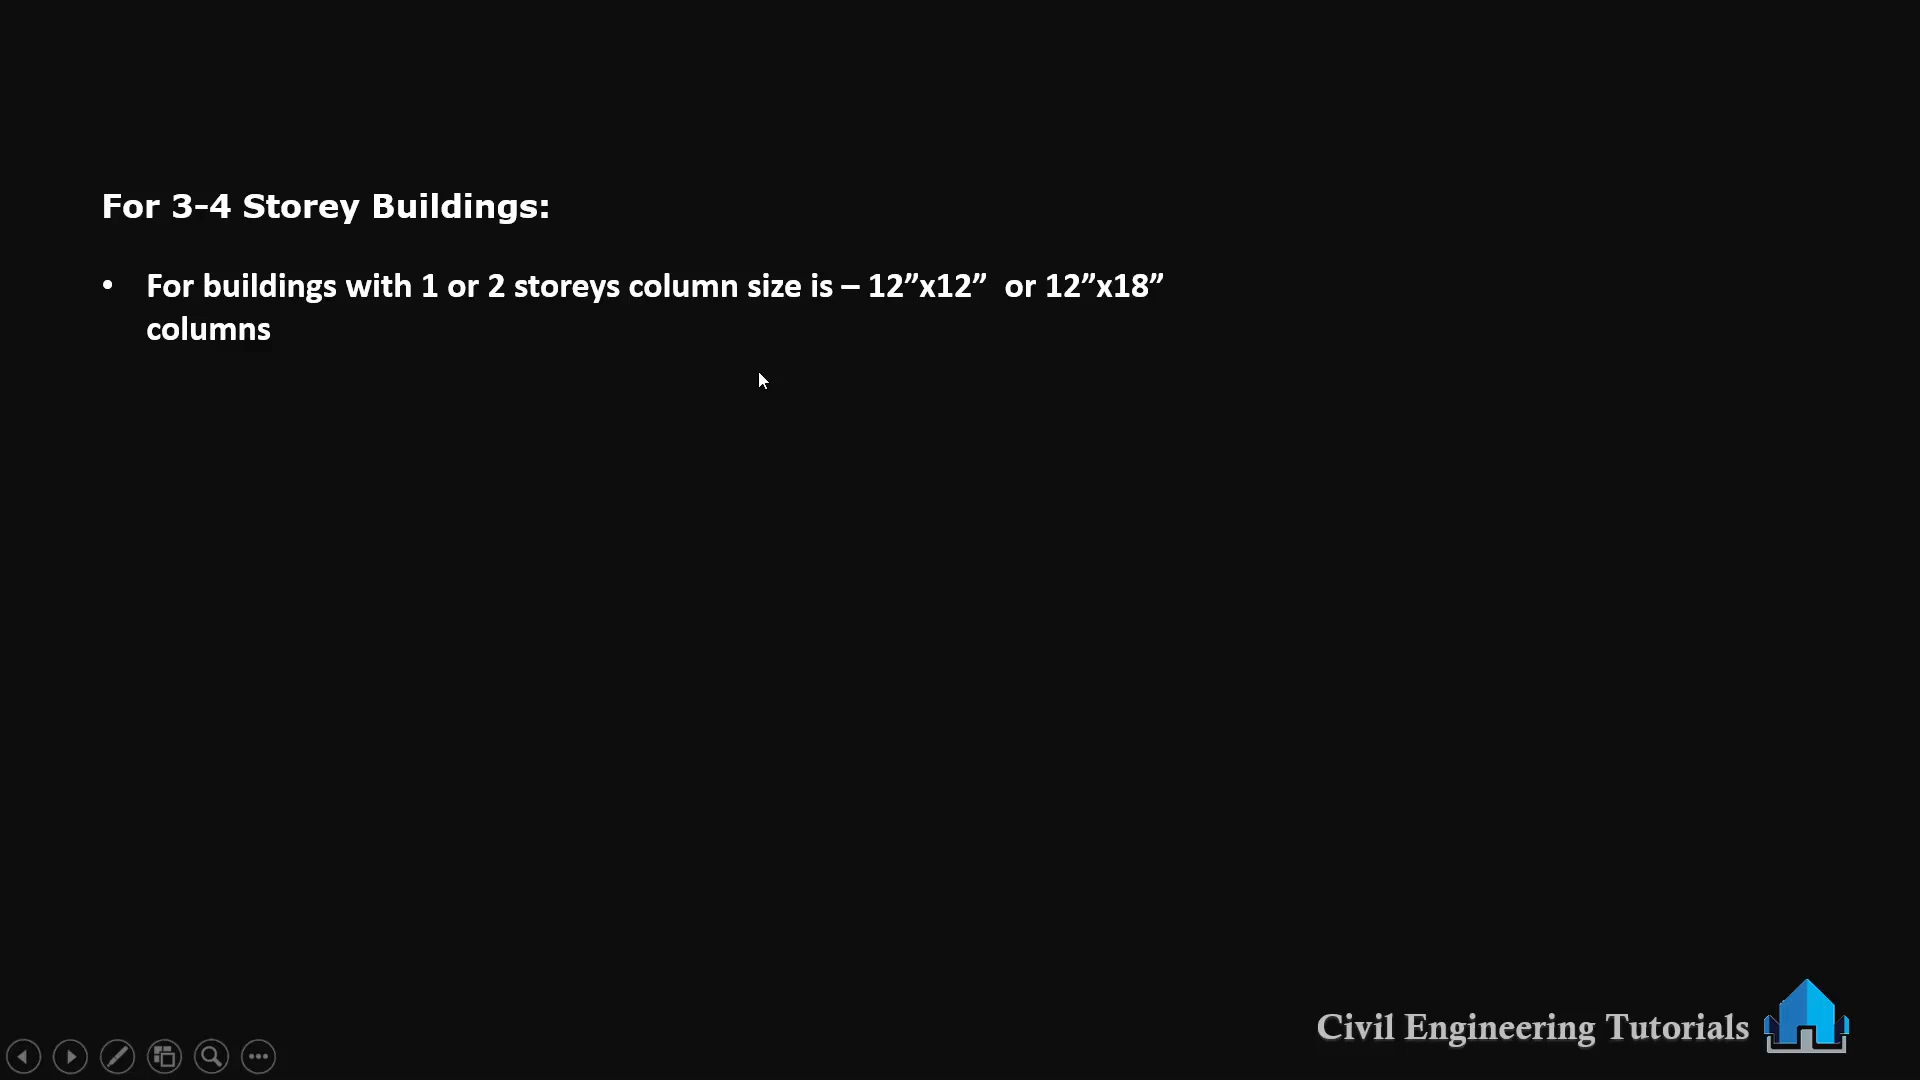 For 3-4 Storey Buildings:
• For buildings with 1 or 2 storeys column size is – 12”x12”  or 12”x18”
columns
Civil Engineering Tutorials